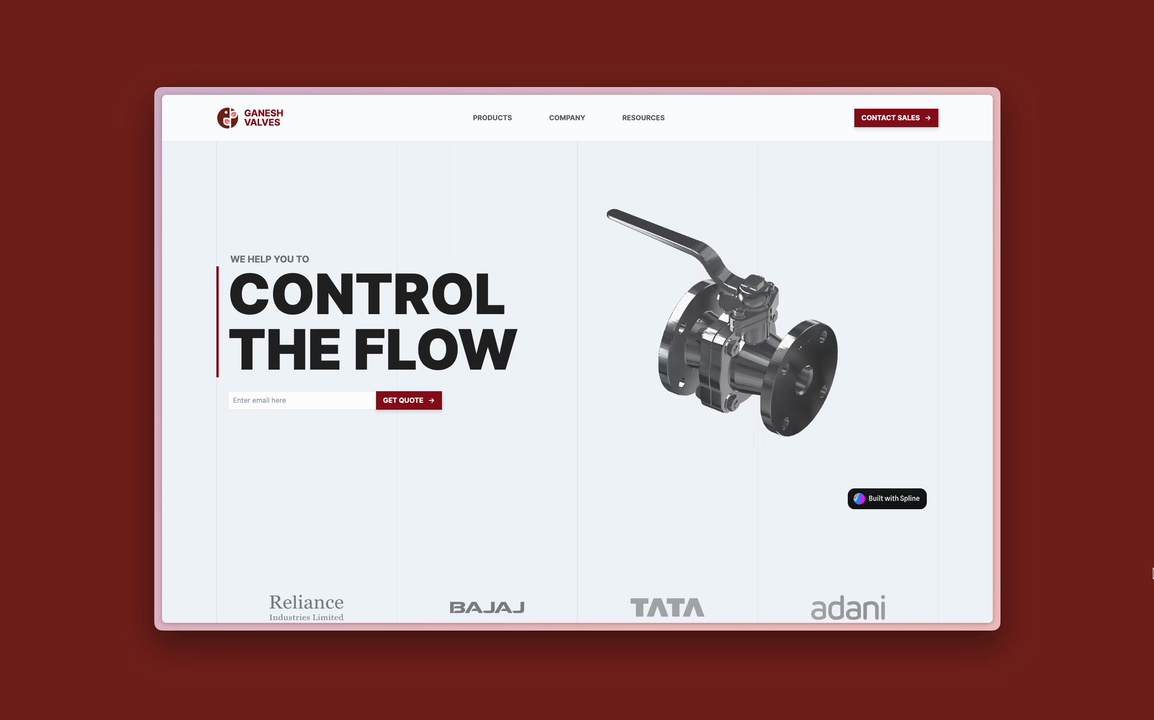 GANESH
VALVES
PRODUCTS
COMPANY
RESOURCES
CONTACT SALES →
WE HELP YOU TO
CONTROL
THE FLOW
Enter email here
GET QUOTE →
Built with Spline
Reliance
Industries Limited
BAJAJ
TATA
adani